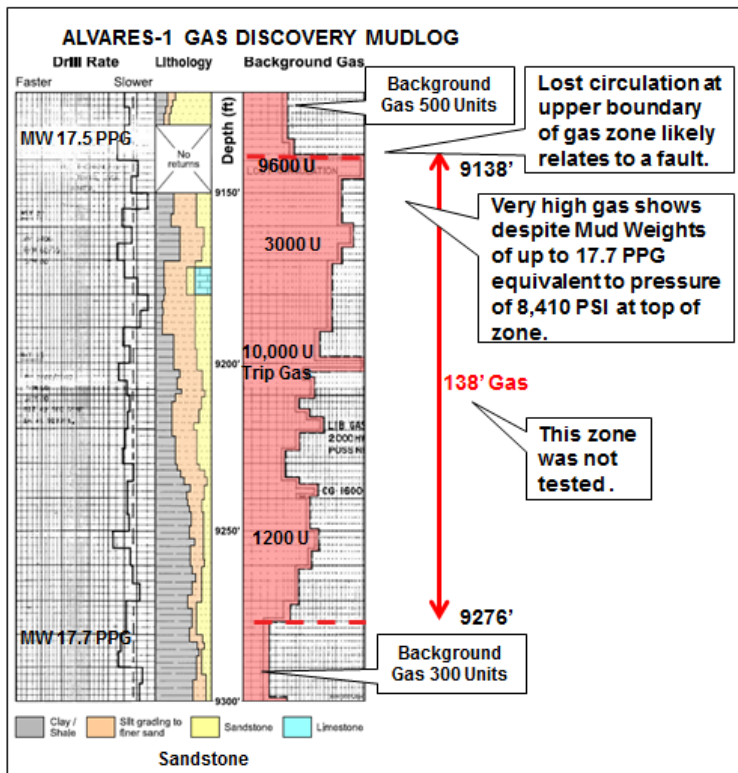 ALVARES-1 GAS DISCOVERY MUDLOG
Drill Rate
Lithology
Background Gas
Faster
Slower
Depth (ft)
MW 17.5 PPG
No
returns
Background
Gas 500 Units
Lost circulation at
upper boundary
of gas zone likely
relates to a fault.
9600 U
9138’
9150'
Very high gas shows
despite Mud Weights
of up to 17.7 PPG
equivalent to pressure
of 8,410 PSI at top of
zone.
3000 U
10,000 U
Trip Gas
9200'
138’ Gas
This zone
was not
tested .
CG 1600
9250'
1200 U
9276’
MW 17.7 PPG
Background
Gas 300 Units
9300'
Clay /
Shale
Silt grading to
finer sand
Sandstone
Limestone
Sandstone